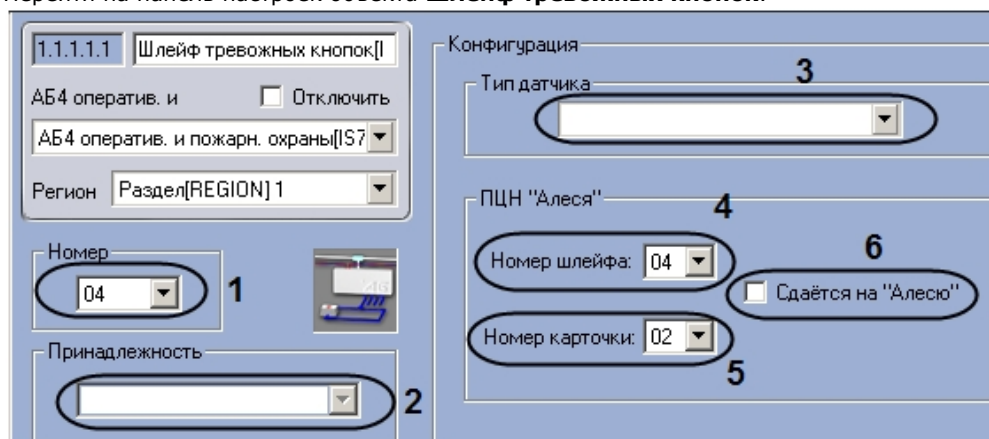 Перейти на панель настроек объекта Шлейф тревожных кнопок.
1.1.1.1.1 Шлейф тревожных кнопок[I
АБ4 оператив. и Отключить
АБ4 оператив. и пожарн. охраны[IS7
Регион Раздел[REGION] 1
Номер
04 1
Принадлежность
2
Конфигурация
Тип датчика 3
ПЦН "Алеся" 4
Номер шлейфа: 04
6
Сдаётся на "Алесю"
Номер карточки: 02
5